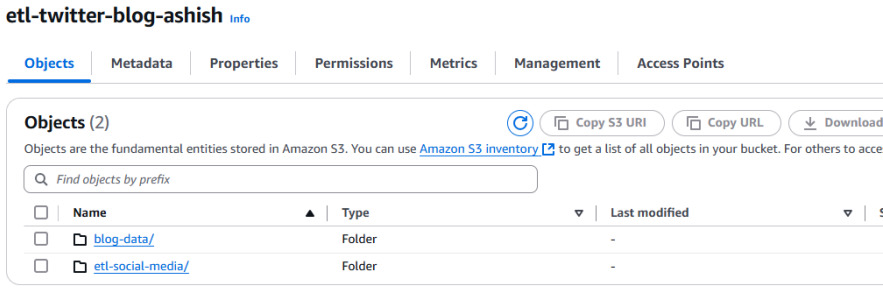 etl-twitter-blog-ashish Info
Objects Metadata Properties Permissions Metrics Management Access Points
Objects (2) Copy S3 URI Copy URL Download
Objects are the fundamental entities stored in Amazon S3. You can use Amazon S3 inventory to get a list of all objects in your bucket. For others to acce
Find objects by prefix
Name Type Last modified S
blog-data/ Folder -
etl-social-media/ Folder -